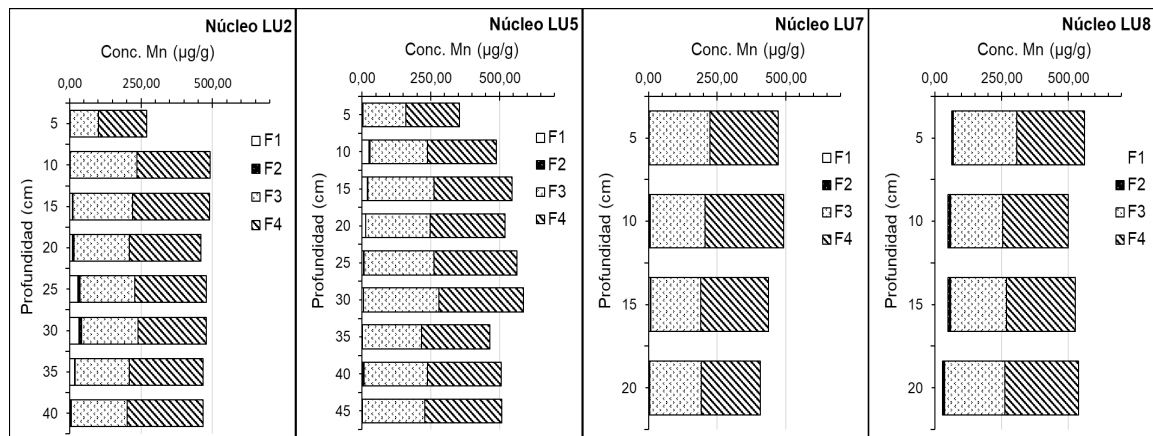 Núcleo LU2
Conc. Mn (µg/g)
0,00 250,00 500,00
Profundidad (cm)
5
10
15
20
25
30
35
40
F1
F2
F3
F4
Núcleo LU5
Conc. Mn (µg/g)
0,00 250,00 500,00
Profundidad (cm)
5
10
15
20
25
30
35
40
45
F1
F2
F3
F4
Núcleo LU7
Conc. Mn (µg/g)
0,00 250,00 500,00
Profundidad (cm)
5
10
15
20
F1
F2
F3
F4
Núcleo LU8
Conc. Mn (µg/g)
0,00 250,00 500,00
Profundidad (cm)
5
10
15
20
F1
F2
F3
F4